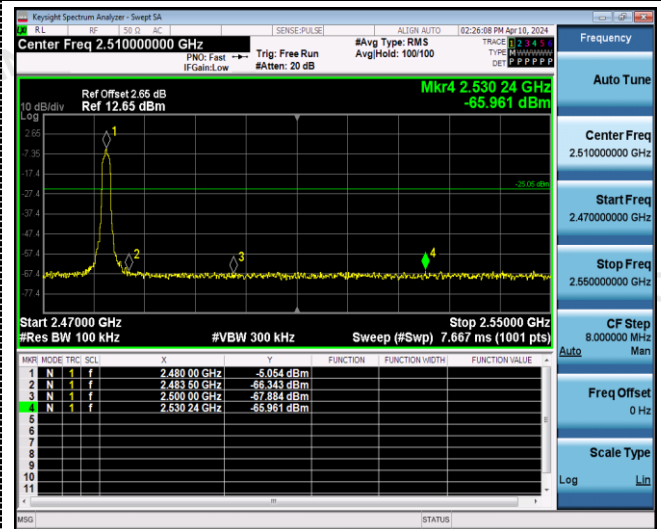 Keysight Spectrum Analyzer - Swept SA
RL RF 50 Ω AC SENSE:PULSE ALIGN AUTO 02:26:08 PM Apr 10, 2024
Center Freq 2.510000000 GHz
PNO: Fast
IFGain:Low
Trig: Free Run
#Atten: 20 dB
#Avg Type: RMS
Avg|Hold: 100/100
TRACE 1 2 3 4 5 6
TYPE M
DET P P P P P P
Frequency
Mkr4 2.530 24 GHz
-65.961 dBm
Ref Offset 2.65 dB
10 dB/div Ref 12.65 dBm
Log
2.65
-7.35
-17.4
-27.4
-37.4
-47.4
-57.4
-67.4
-77.4
1
2
3
4
-25.05 dBm
Start 2.47000 GHz Stop 2.55000 GHz
#Res BW 100 kHz #VBW 300 kHz Sweep (#Swp) 7.667 ms (1001 pts)
MKR MODE TRC SCL X Y FUNCTION FUNCTION WIDTH FUNCTION VALUE
1 N 1 f 2.480 00 GHz -5.054 dBm
2 N 1 f 2.483 50 GHz -66.343 dBm
3 N 1 f 2.500 00 GHz -67.884 dBm
4 N 1 f 2.530 24 GHz -65.961 dBm
5
6
7
8
9
10
11
MSG STATUS
Auto Tune
Center Freq
2.510000000 GHz
Start Freq
2.470000000 GHz
Stop Freq
2.550000000 GHz
CF Step
8.000000 MHz
Auto Man
Freq Offset
0 Hz
Scale Type
Log Lin